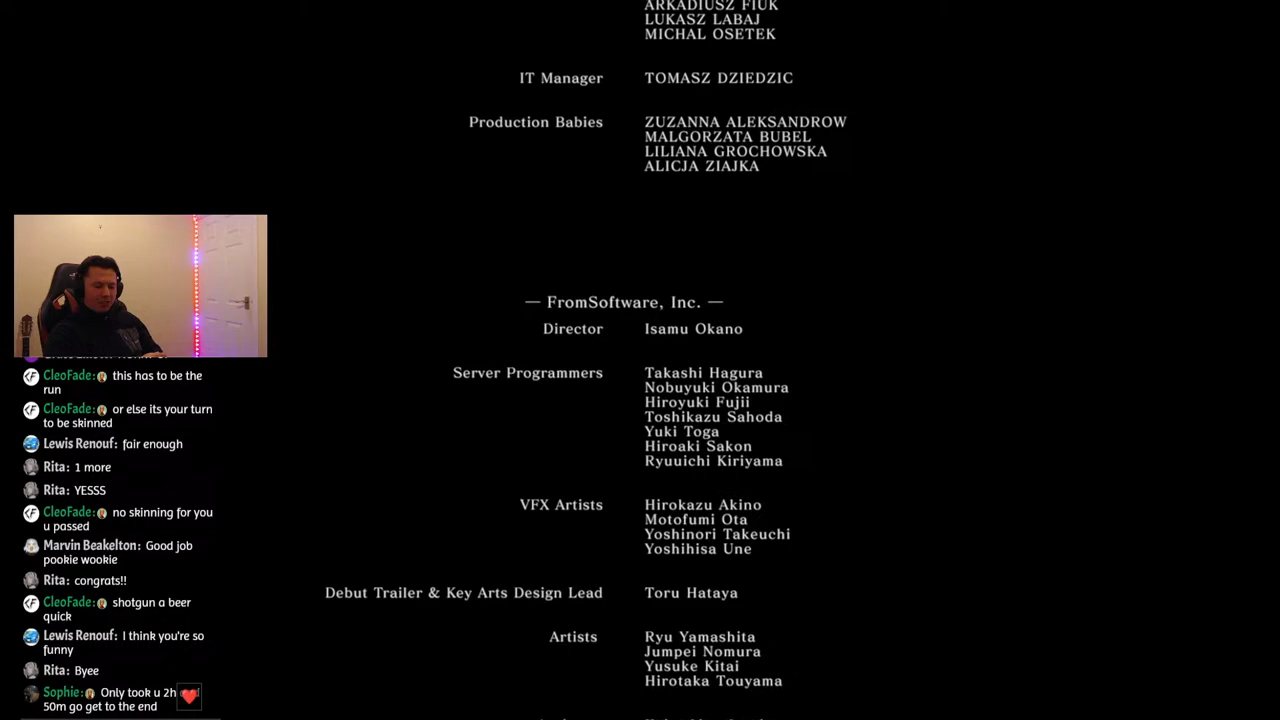 ARKADIUSZ FIUK
LUKASZ LABAJ
MICHAL OSETEK
IT Manager TOMASZ DZIEDZIC
Production Babies ZUZANNA ALEKSANDROW
MALGORZATA BUBEL
LILIANA GROCHOWSKA
ALICJA ZIAJKA
— FromSoftware, Inc. —
Director Isamu Okano
Server Programmers Takashi Hagura
Nobuyuki Okamura
Hiroyuki Fujii
Toshikazu Sahoda
Yuki Toga
Hiroaki Sakon
Ryuuichi Kiriyama
VFX Artists Hirokazu Akino
Motofumi Ota
Yoshinori Takeuchi
Yoshihisa Une
Debut Trailer & Key Arts Design Lead Toru Hataya
Artists Ryu Yamashita
Jumpei Nomura
Yusuke Kitai
Hirotaka Touyama
CleoFade: this has to be the
run
CleoFade: or else its your turn
to be skinned
Lewis Renouf: fair enough
Rita: 1 more
Rita: YESSS
CleoFade: no skinning for you
u passed
Marvin Beakelton: Good job
pookie wookie
Rita: congrats!!
CleoFade: shotgun a beer
quick
Lewis Renouf: I think you're so
funny
Rita: Byee
Sophie: Only took u 2h
50m go get to the end